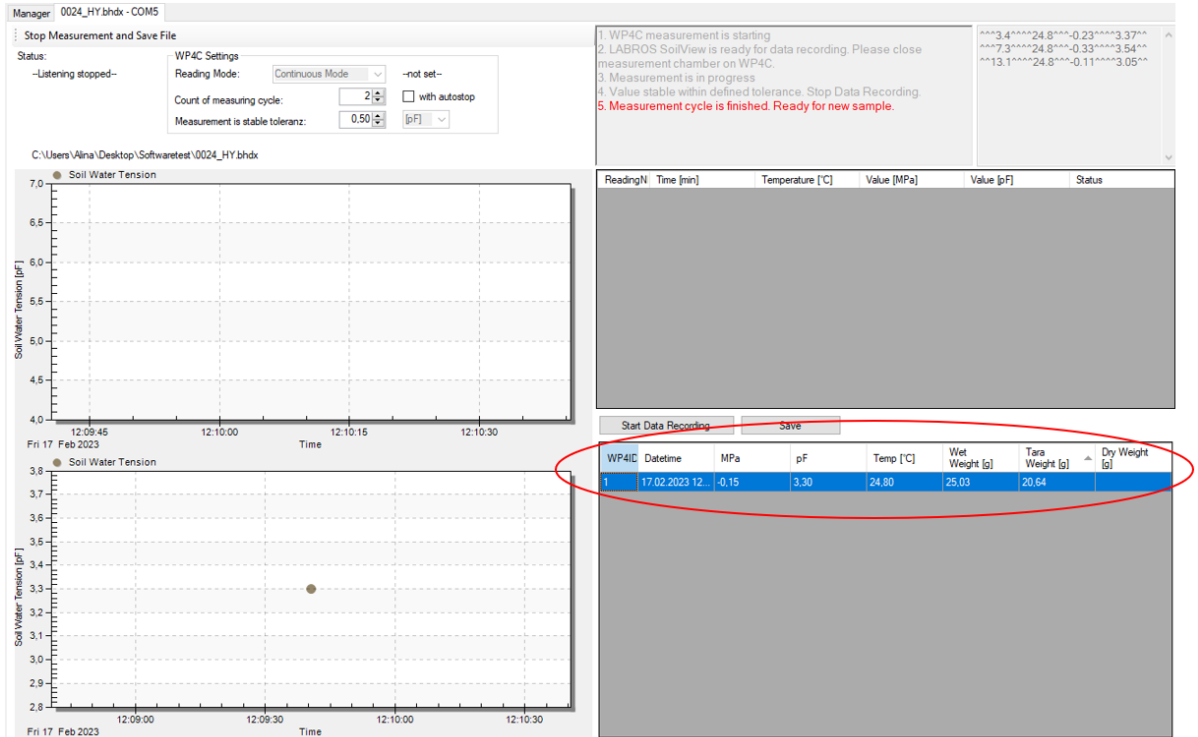 Manager 0024_HY.bhdx - COM5
Stop Measurement and Save File
Status:
--Listening stopped--
WP4C Settings
Reading Mode: Continuous Mode --not set--
Count of measuring cycle: 2 with autostop
Measurement is stable toleranz: 0,50 [pF]
C:\Users\Alina\Desktop\Softwaretest\0024_HY.bhdx
1. WP4C measurement is starting
2. LABROS SoilView is ready for data recording. Please close
measurement chamber on WP4C.
3. Measurement is in progress
4. Value stable within defined tolerance. Stop Data Recording.
5. Measurement cycle is finished. Ready for new sample.
^^^3.4^^^^24.8^^^-0.23^^^^3.37^^
^^^7.3^^^^24.8^^^-0.33^^^^3.54^^
^^13.1^^^^24.8^^^-0.11^^^^3.05^^
Soil Water Tension
Soil Water Tension [pF]
7,0
6,5
6,0
5,5
5,0
4,5
4,0
12:09:45 12:10:00 12:10:15 12:10:30
Fri 17 Feb 2023 Time
ReadingN Time [min] Temperature [°C] Value [MPa] Value [pF] Status
Start Data Recording Save
WP4ID Datetime MPa pF Temp [°C] Wet Weight [g] Tara Weight [g] Dry Weight [g]
1 17.02.2023 12... -0,15 3,30 24,80 25,03 20,64
Soil Water Tension
Soil Water Tension [pF]
3,8
3,7
3,6
3,5
3,4
3,3
3,2
3,1
3,0
2,9
2,8
12:09:00 12:09:30 12:10:00 12:10:30
Fri 17 Feb 2023 Time